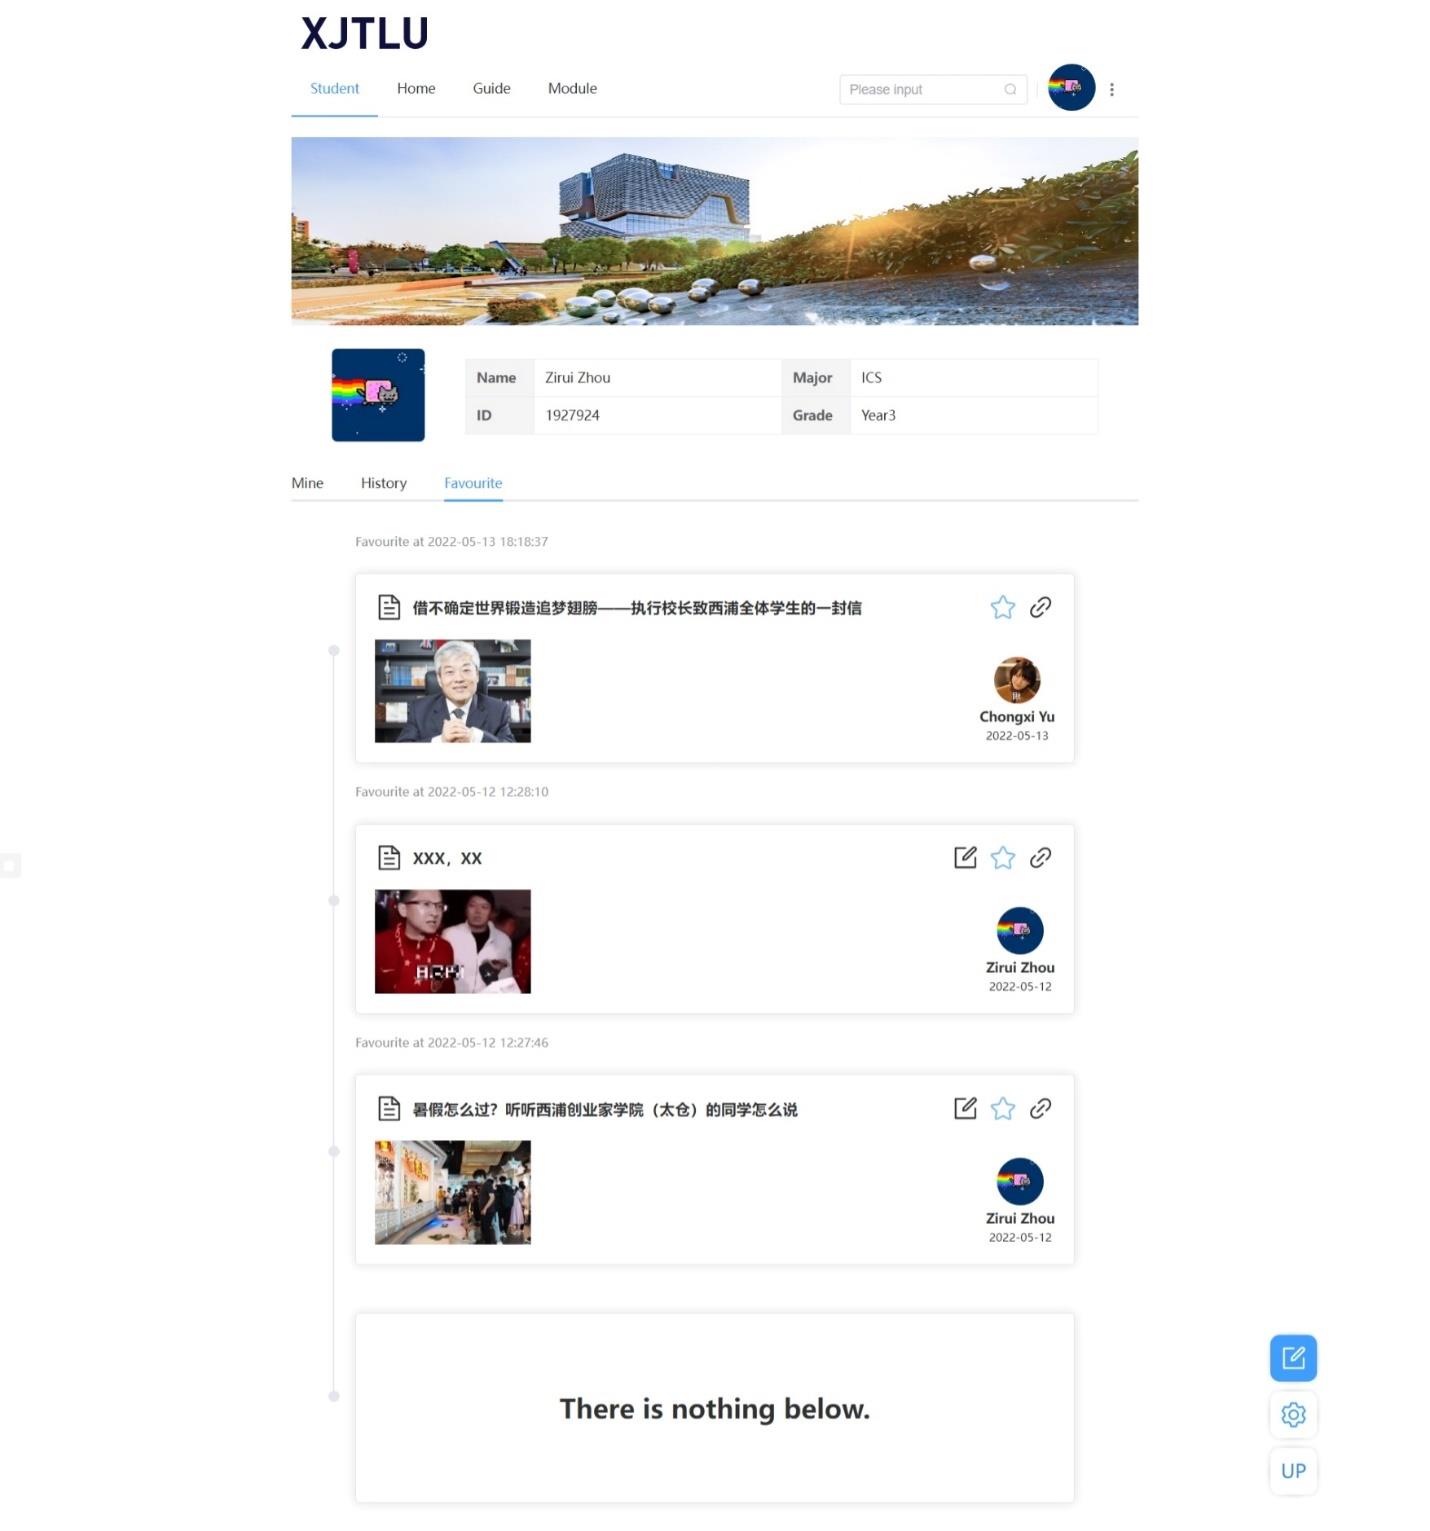 XJTLU
Student Home Guide Module Please input
Name Zirui Zhou Major ICS
ID 1927924 Grade Year3
Mine History Favourite
Favourite at 2022-05-13 18:18:37
借不确定世界锻造追梦翅膀——执行校长致西浦全体学生的一封信
Chongxi Yu
2022-05-13
Favourite at 2022-05-12 12:28:10
XXX，XX
Zirui Zhou
2022-05-12
Favourite at 2022-05-12 12:27:46
暑假怎么过？听听西浦创业家学院（太仓）的同学怎么说
Zirui Zhou
2022-05-12
There is nothing below.
UP